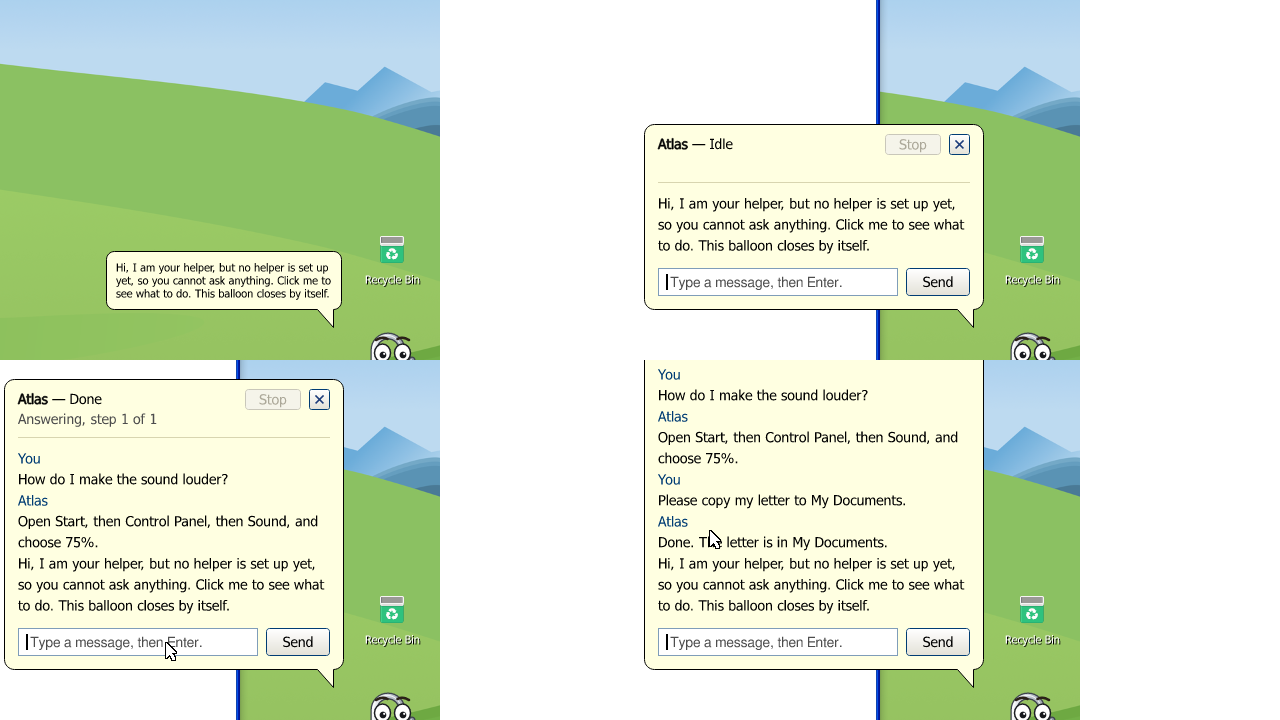 Hi, I am your helper, but no helper is set up
yet, so you cannot ask anything. Click me to
see what to do. This balloon closes by itself.
Recycle Bin
Atlas — Idle
Stop
Hi, I am your helper, but no helper is set up yet,
so you cannot ask anything. Click me to see what
to do. This balloon closes by itself.
Type a message, then Enter.
Send
Recycle Bin
Atlas — Done
Stop
Answering, step 1 of 1
You
How do I make the sound louder?
Atlas
Open Start, then Control Panel, then Sound, and
choose 75%.
Hi, I am your helper, but no helper is set up yet,
so you cannot ask anything. Click me to see what
to do. This balloon closes by itself.
Type a message, then Enter.
Send
Recycle Bin
You
How do I make the sound louder?
Atlas
Open Start, then Control Panel, then Sound, and
choose 75%.
You
Please copy my letter to My Documents.
Atlas
Done. The letter is in My Documents.
Hi, I am your helper, but no helper is set up yet,
so you cannot ask anything. Click me to see what
to do. This balloon closes by itself.
Type a message, then Enter.
Send
Recycle Bin